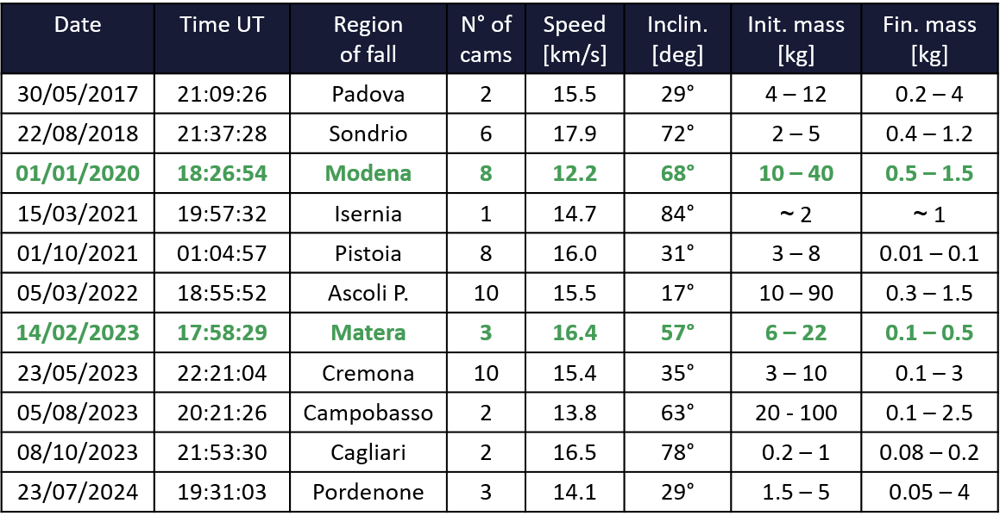 Date Time UT Region of fall N° of cams Speed [km/s] Inclin. [deg] Init. mass [kg] Fin. mass [kg]
30/05/2017 21:09:26 Padova 2 15.5 29° 4 – 12 0.2 – 4
22/08/2018 21:37:28 Sondrio 6 17.9 72° 2 – 5 0.4 – 1.2
01/01/2020 18:26:54 Modena 8 12.2 68° 10 – 40 0.5 – 1.5
15/03/2021 19:57:32 Isernia 1 14.7 84° ~ 2 ~ 1
01/10/2021 01:04:57 Pistoia 8 16.0 31° 3 – 8 0.01 – 0.1
05/03/2022 18:55:52 Ascoli P. 10 15.5 17° 10 – 90 0.3 – 1.5
14/02/2023 17:58:29 Matera 3 16.4 57° 6 – 22 0.1 – 0.5
23/05/2023 22:21:04 Cremona 10 15.4 35° 3 – 10 0.1 – 3
05/08/2023 20:21:26 Campobasso 2 13.8 63° 20 - 100 0.1 – 2.5
08/10/2023 21:53:30 Cagliari 2 16.5 78° 0.2 – 1 0.08 – 0.2
23/07/2024 19:31:03 Pordenone 3 14.1 29° 1.5 – 5 0.05 – 4